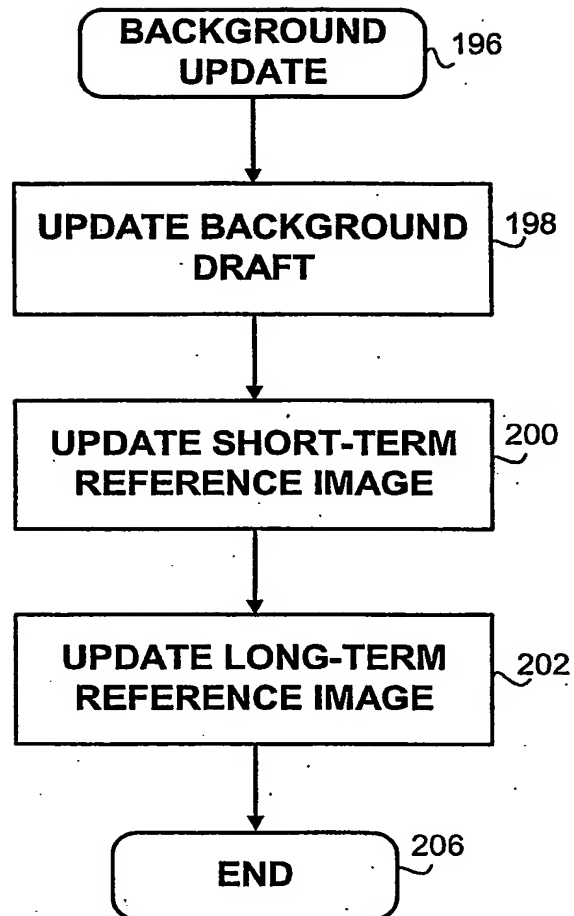 BACKGROUND
UPDATE
196
UPDATE BACKGROUND
DRAFT
198
UPDATE SHORT-TERM
REFERENCE IMAGE
200
UPDATE LONG-TERM
REFERENCE IMAGE
202
END
206